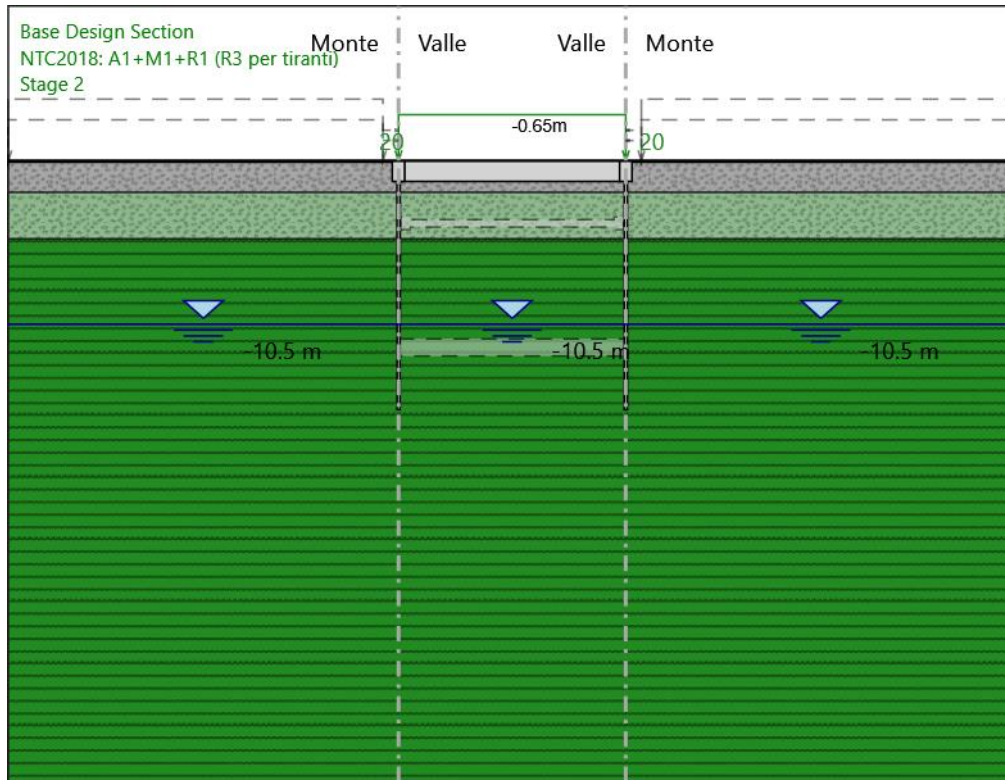 Base Design Section
NTC2018: A1+M1+R1 (R3 per tiranti)
Stage 2
Monte Valle Valle Monte
-0.65m
20 20
-10.5 m -10.5 m -10.5 m